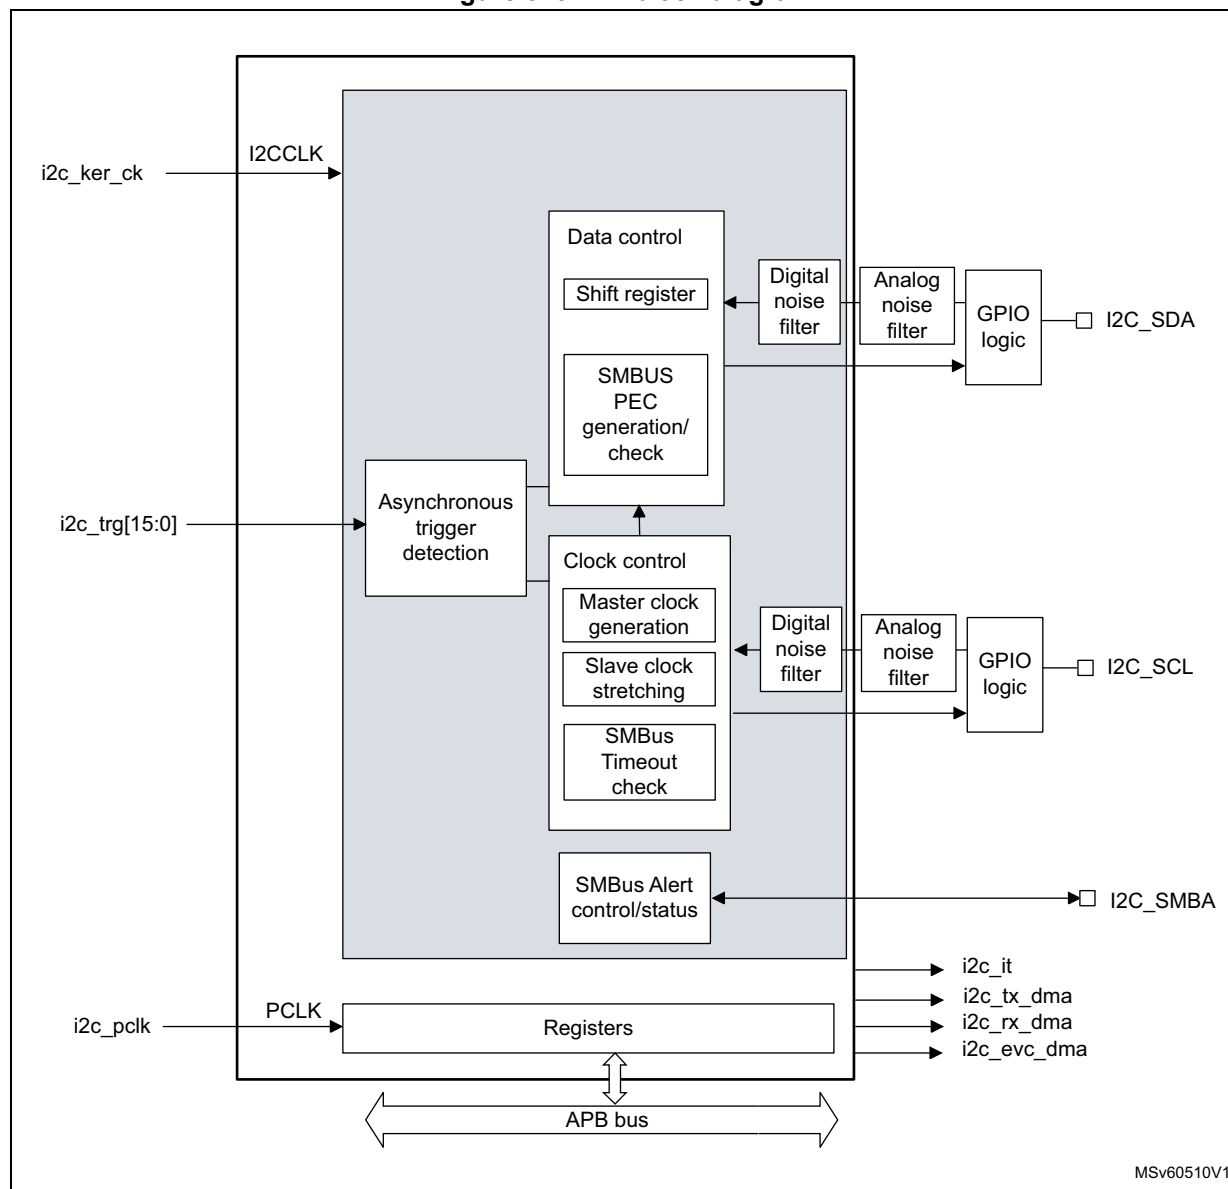 I2CCLK
i2c_ker_ck
Data control
Shift register
Digital
noise
filter
Analog
noise
filter
GPIO
logic
I2C_SDA
SMBUS
PEC
generation/
check
Asynchronous
trigger
detection
i2c_trg[15:0]
Clock control
Master clock
generation
Slave clock
stretching
SMBus
Timeout
check
Digital
noise
filter
Analog
noise
filter
GPIO
logic
I2C_SCL
SMBus Alert
control/status
I2C_SMBA
i2c_it
i2c_tx_dma
i2c_rx_dma
i2c_evc_dma
PCLK
i2c_pclk
Registers
APB bus
MSv60510V1